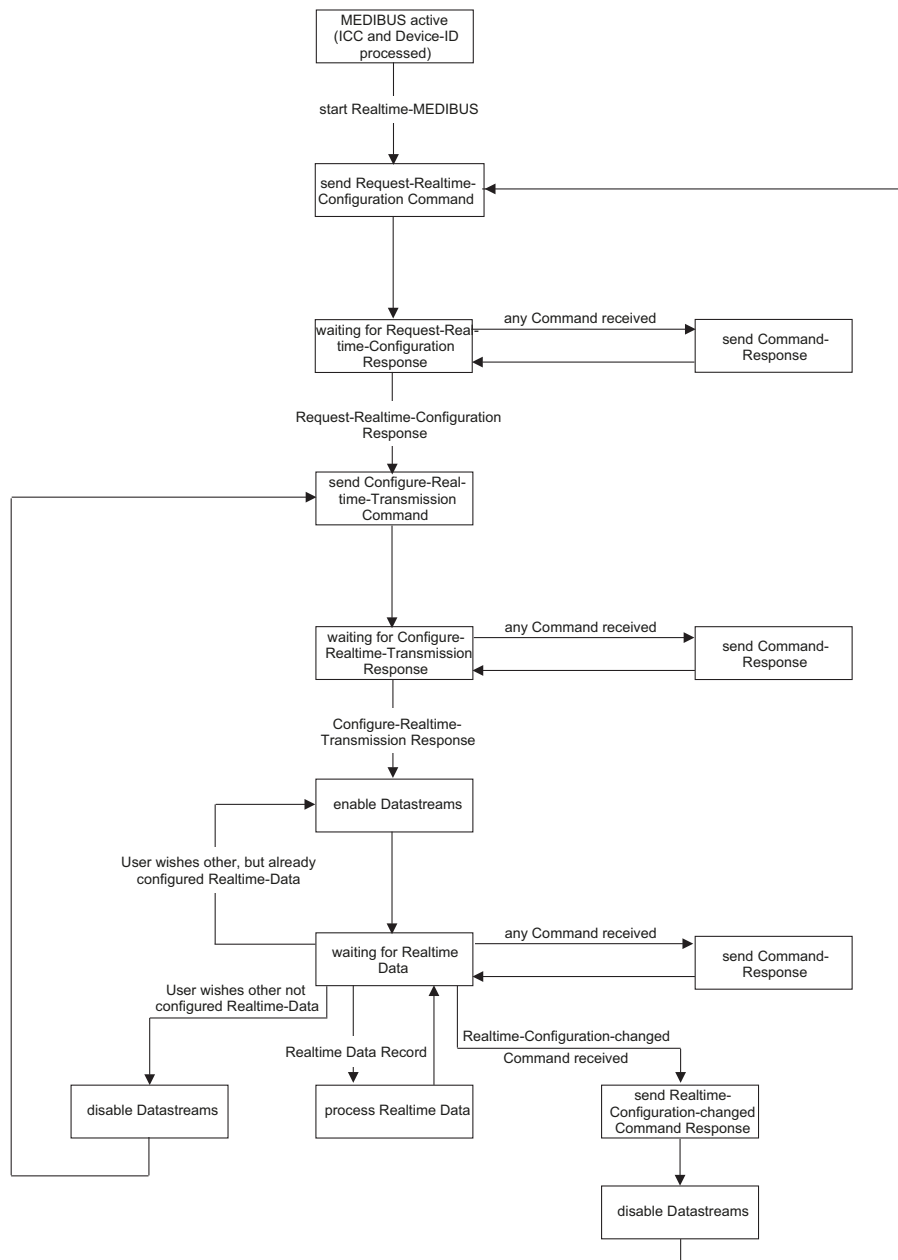 MEDIBUS active
(ICC and Device-ID
processed)
start Realtime-MEDIBUS
send Request-Realtime-
Configuration Command
waiting for Request-Real-
time-Configuration
Response
any Command received
send Command-
Response
Request-Realtime-Configuration
Response
send Configure-Real-
time-Transmission
Command
waiting for Configure-
Realtime-Transmission
Response
any Command received
send Command-
Response
Configure-Realtime-
Transmission Response
enable Datastreams
User wishes other, but already
configured Realtime-Data
waiting for Realtime
Data
any Command received
send Command-
Response
User wishes other not
configured Realtime-Data
Realtime Data Record
Realtime-Configuration-changed
Command received
disable Datastreams
process Realtime Data
send Realtime-
Configuration-changed
Command Response
disable Datastreams